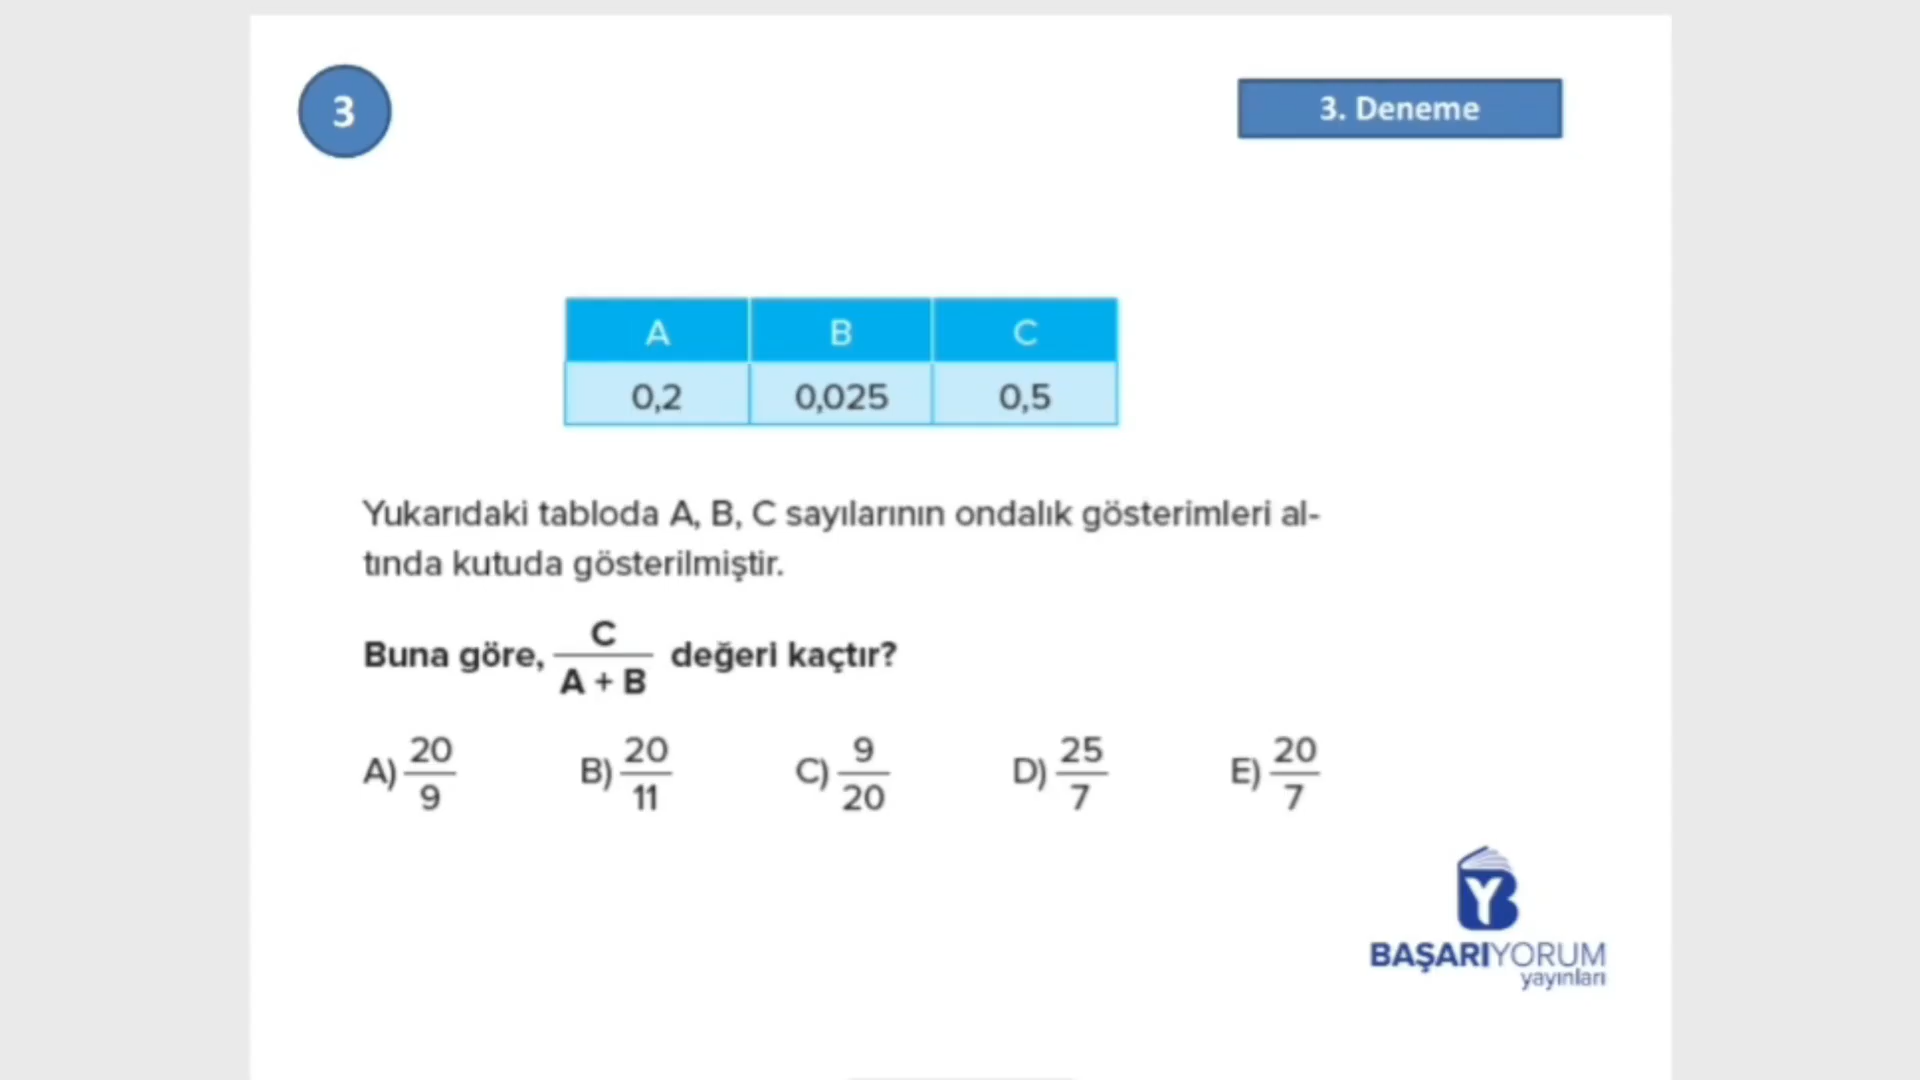 3
3. Deneme
A B C
0,2 0,025 0,5
Yukarıdaki tabloda A, B, C sayılarının ondalık gösterimleri al-
tında kutuda gösterilmiştir.
Buna göre, C / A + B değeri kaçtır?
A) 20/9 B) 20/11 C) 9/20 D) 25/7 E) 20/7
BAŞARIYORUM
yayınları